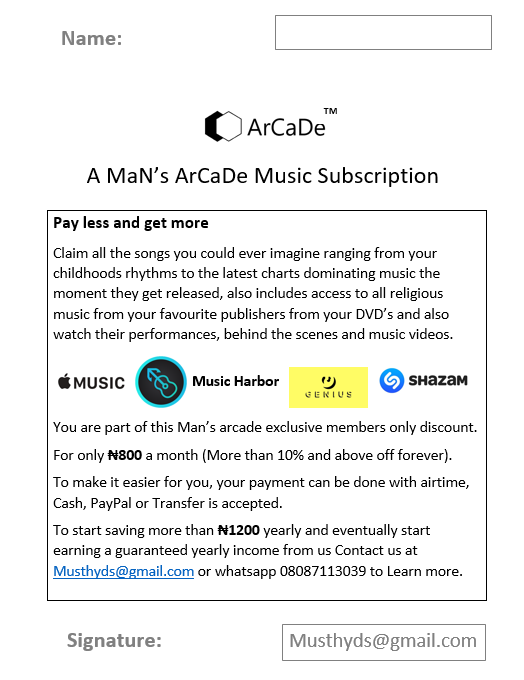 Name:
ArCaDe™
A MaN's ArCaDe Music Subscription
Pay less and get more
Claim all the songs you could ever imagine ranging from your
childhoods rhythms to the latest charts dominating music the
moment they get released, also includes access to all religious
music from your favourite publishers from your DVD's and also
watch their performances, behind the scenes and music videos.
MUSIC Music Harbor GENIUS SHAZAM
You are part of this Man's arcade exclusive members only discount.
For only ₦800 a month (More than 10% and above off forever).
To make it easier for you, your payment can be done with airtime,
Cash, PayPal or Transfer is accepted.
To start saving more than ₦1200 yearly and eventually start
earning a guaranteed yearly income from us Contact us at
Musthyds@gmail.com or whatsapp 08087113039 to Learn more.
Signature: Musthyds@gmail.com